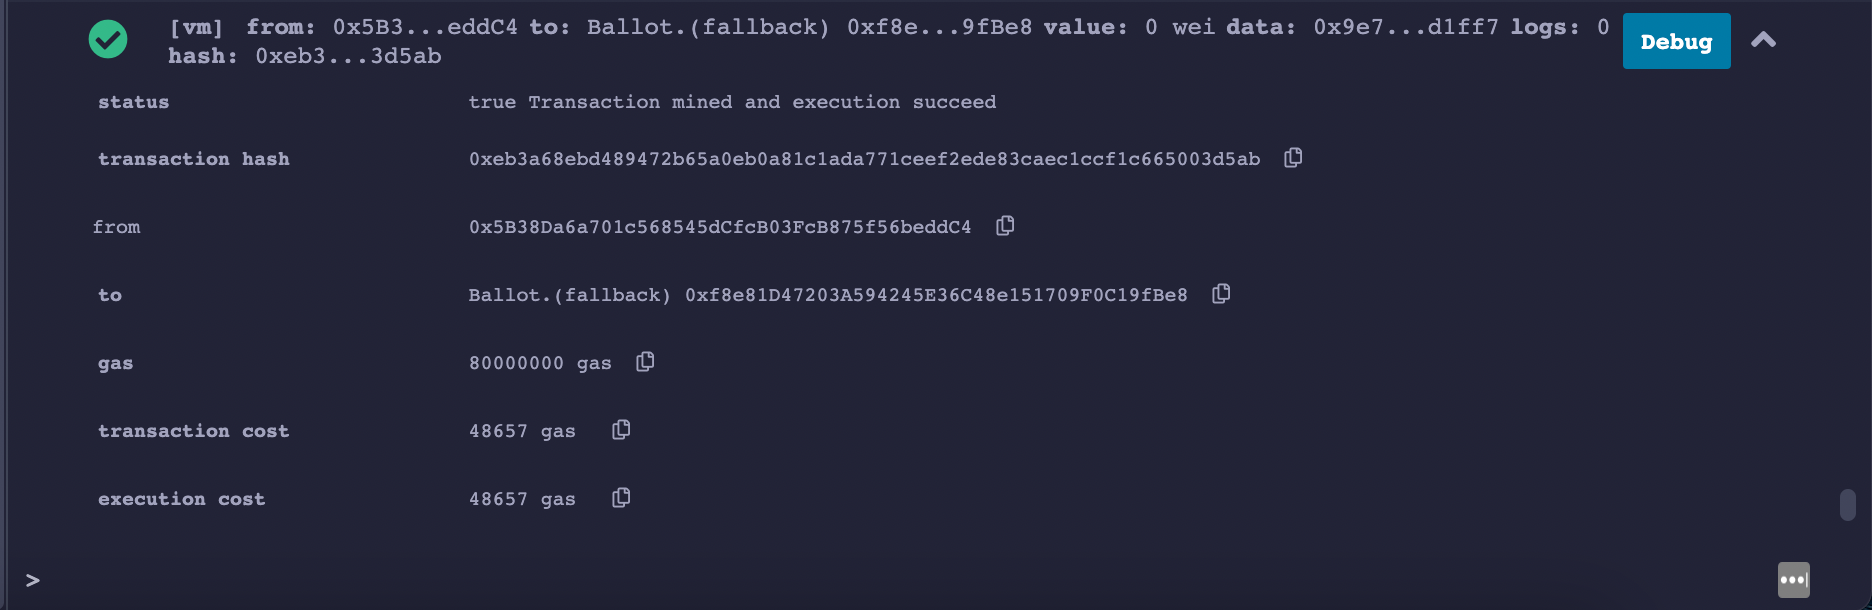 [vm] from: 0x5B3...eddC4 to: Ballot.(fallback) 0xf8e...9fBe8 value: 0 wei data: 0x9e7...d1ff7 logs: 0
hash: 0xeb3...3d5ab
Debug
status true Transaction mined and execution succeed
transaction hash 0xeb3a68ebd489472b65a0eb0a81c1ada771ceef2ede83caec1ccf1c665003d5ab
from 0x5B38Da6a701c568545dCfcB03FcB875f56beddC4
to Ballot.(fallback) 0xf8e81D47203A594245E36C48e151709F0C19fBe8
gas 80000000 gas
transaction cost 48657 gas
execution cost 48657 gas
>